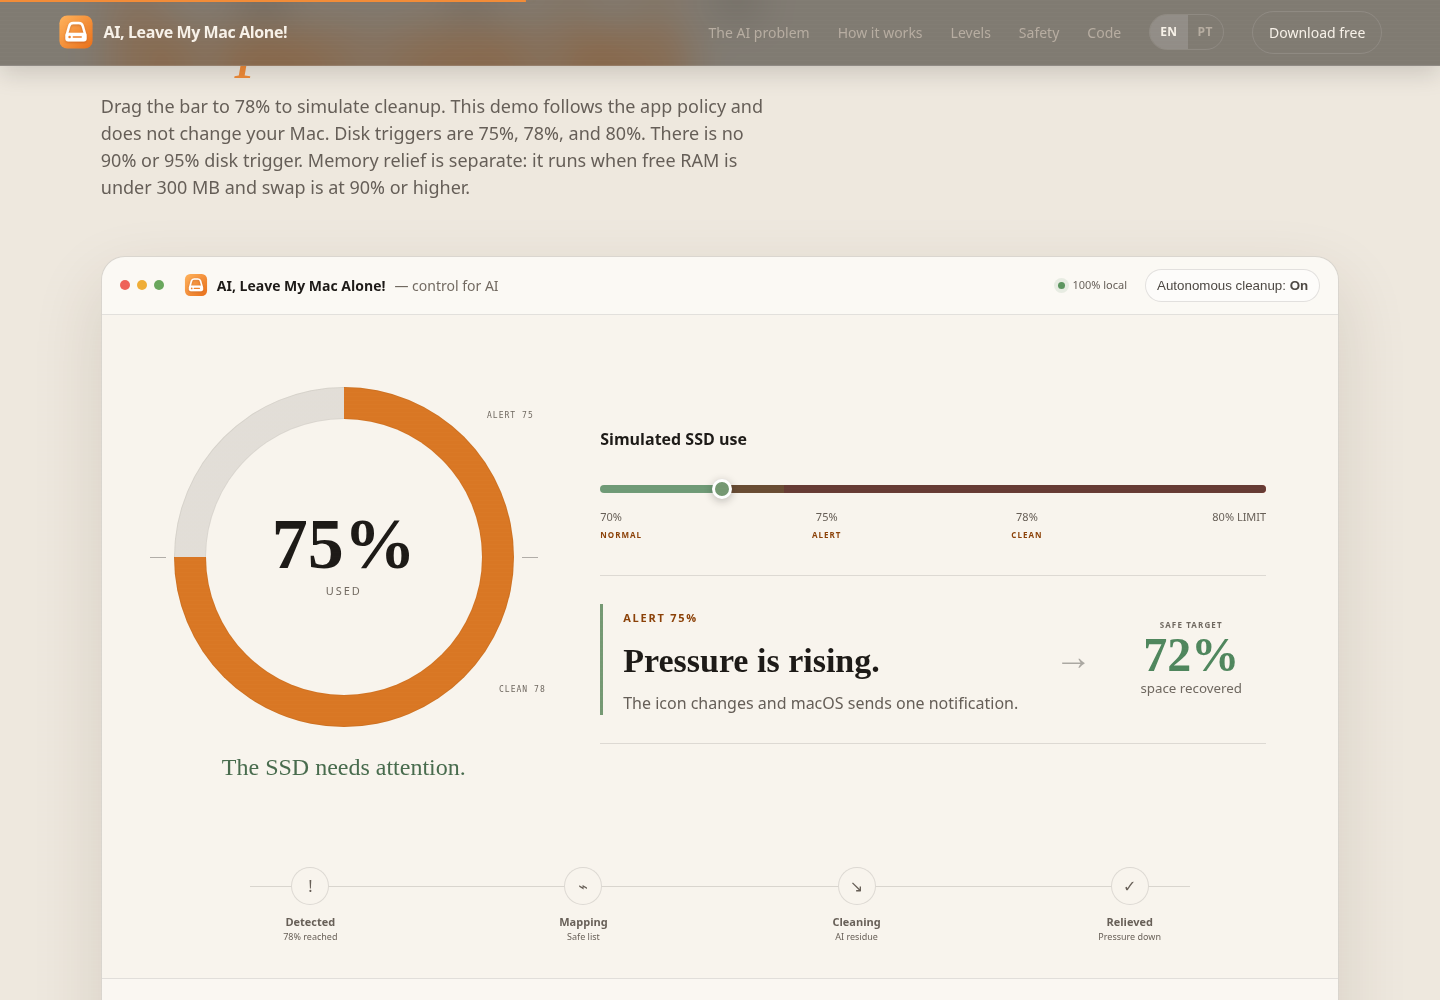 AI, Leave My Mac Alone!
The AI problem
How it works
Levels
Safety
Code
EN
PT
Download free
Drag the bar to 78% to simulate cleanup. This demo follows the app policy and
does not change your Mac. Disk triggers are 75%, 78%, and 80%. There is no
90% or 95% disk trigger. Memory relief is separate: it runs when free RAM is
under 300 MB and swap is at 90% or higher.
AI, Leave My Mac Alone! — control for AI
100% local
Autonomous cleanup: On
ALERT 75
75%
USED
CLEAN 78
The SSD needs attention.
Simulated SSD use
70%
NORMAL
75%
ALERT
78%
CLEAN
80% LIMIT
ALERT 75%
Pressure is rising.
The icon changes and macOS sends one notification.
→
SAFE TARGET
72%
space recovered
!
Detected
78% reached
⌁
Mapping
Safe list
↘
Cleaning
AI residue
✓
Relieved
Pressure down